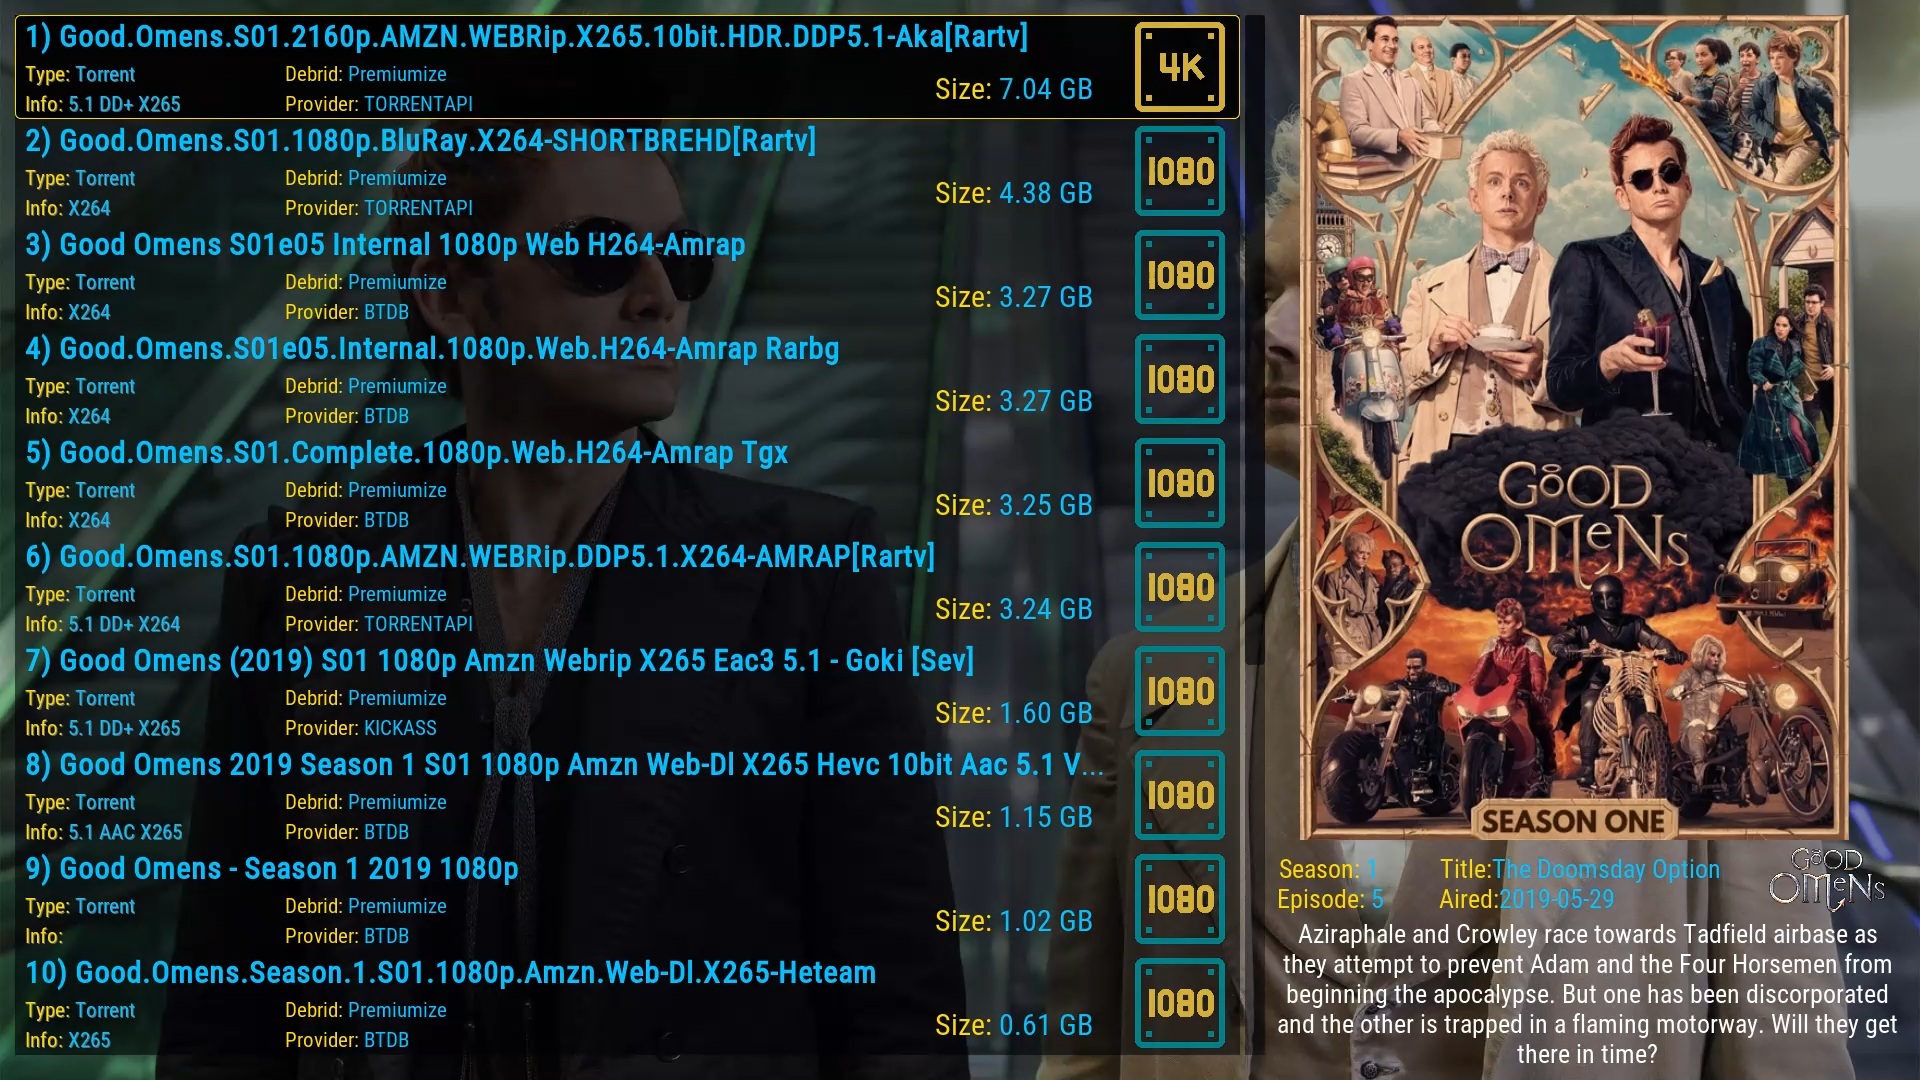 1) Good.Omens.S01.2160p.AMZN.WEBRip.X265.10bit.HDR.DDP5.1-Aka[Rartv]
Type: Torrent Debrid: Premiumize
Size: 7.04 GB
Info: 5.1 DD+ X265 Provider: TORRENTAPI
4K
2) Good.Omens.S01.1080p.BluRay.X264-SHORTBREHD[Rartv]
Type: Torrent Debrid: Premiumize
Size: 4.38 GB
Info: X264 Provider: TORRENTAPI
1080
3) Good Omens S01e05 Internal 1080p Web H264-Amrap
Type: Torrent Debrid: Premiumize
Size: 3.27 GB
Info: X264 Provider: BTDB
1080
4) Good.Omens.S01e05.Internal.1080p.Web.H264-Amrap Rarbg
Type: Torrent Debrid: Premiumize
Size: 3.27 GB
Info: X264 Provider: BTDB
1080
5) Good.Omens.S01.Complete.1080p.Web.H264-Amrap Tgx
Type: Torrent Debrid: Premiumize
Size: 3.25 GB
Info: X264 Provider: BTDB
1080
6) Good.Omens.S01.1080p.AMZN.WEBRip.DDP5.1.X264-AMRAP[Rartv]
Type: Torrent Debrid: Premiumize
Size: 3.24 GB
Info: 5.1 DD+ X264 Provider: TORRENTAPI
1080
7) Good Omens (2019) S01 1080p Amzn Webrip X265 Eac3 5.1 - Goki [Sev]
Type: Torrent Debrid: Premiumize
Size: 1.60 GB
Info: 5.1 DD+ X265 Provider: KICKASS
1080
8) Good Omens 2019 Season 1 S01 1080p Amzn Web-Dl X265 Hevc 10bit Aac 5.1 V...
Type: Torrent Debrid: Premiumize
Size: 1.15 GB
Info: 5.1 AAC X265 Provider: BTDB
1080
9) Good Omens - Season 1 2019 1080p
Type: Torrent Debrid: Premiumize
Size: 1.02 GB
Info: Provider: BTDB
1080
10) Good.Omens.Season.1.S01.1080p.Amzn.Web-Dl.X265-Heteam
Type: Torrent Debrid: Premiumize
Size: 0.61 GB
Info: X265 Provider: BTDB
1080
GOOD
OMENS
SEASON ONE
Season: 1 Title:The Doomsday Option
Episode: 5 Aired:2019-05-29
GOOD
OMENS
Aziraphale and Crowley race towards Tadfield airbase as
they attempt to prevent Adam and the Four Horsemen from
beginning the apocalypse. But one has been discorporated
and the other is trapped in a flaming motorway. Will they get
there in time?